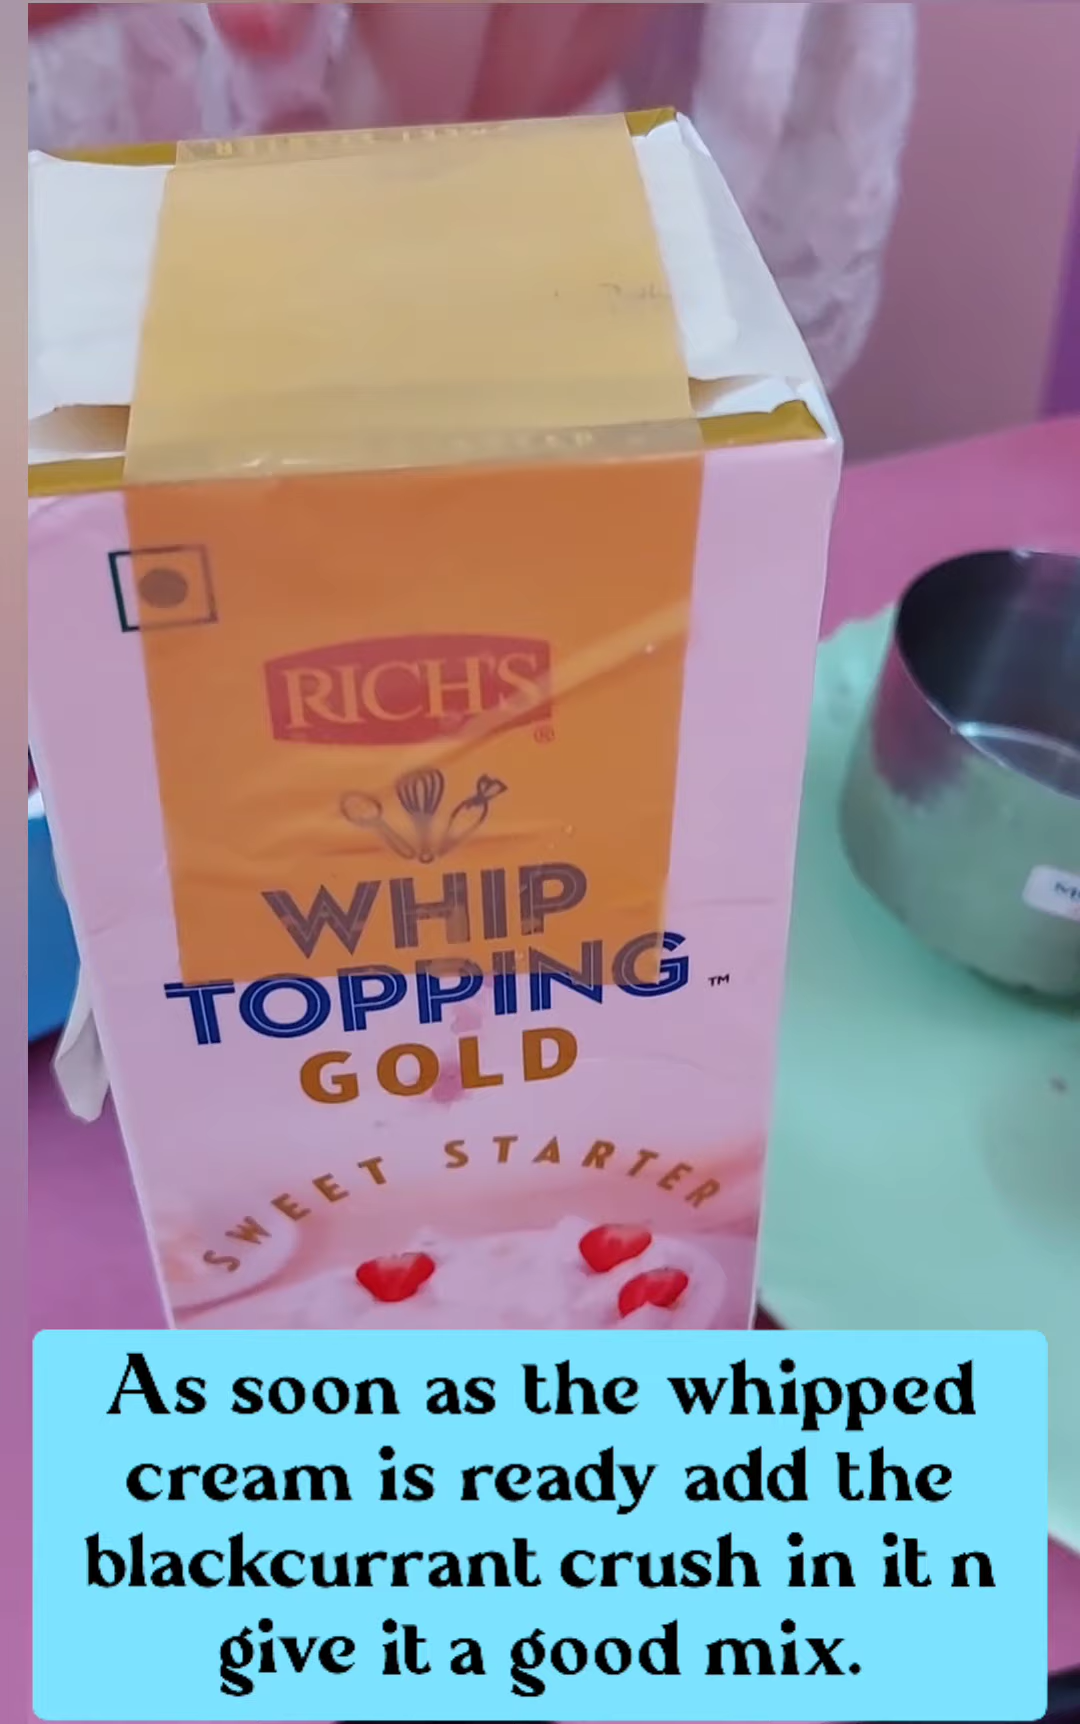 RICH'S
®
WHIP
TOPPING ™
GOLD
SWEET STARTER
As soon as the whipped
cream is ready add the
blackcurrant crush in it n
give it a good mix.